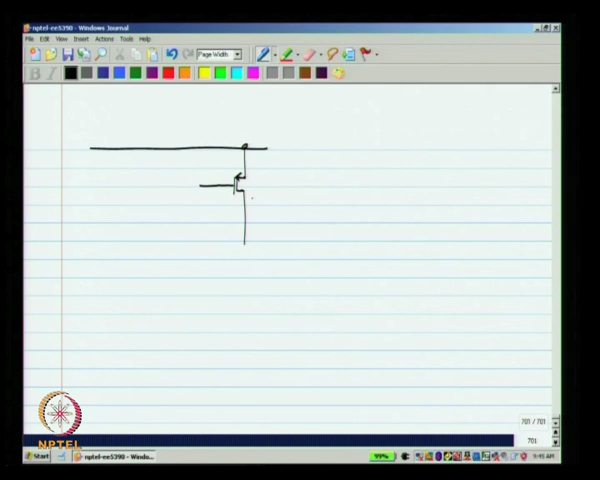 nptel-ee5390 - Windows Journal
File Edit View Insert Actions Tools Help
Page Width
B I
NPTEL
701 / 701
701
Start
nptel-ee5390 - Windo...
99%
9:45 AM